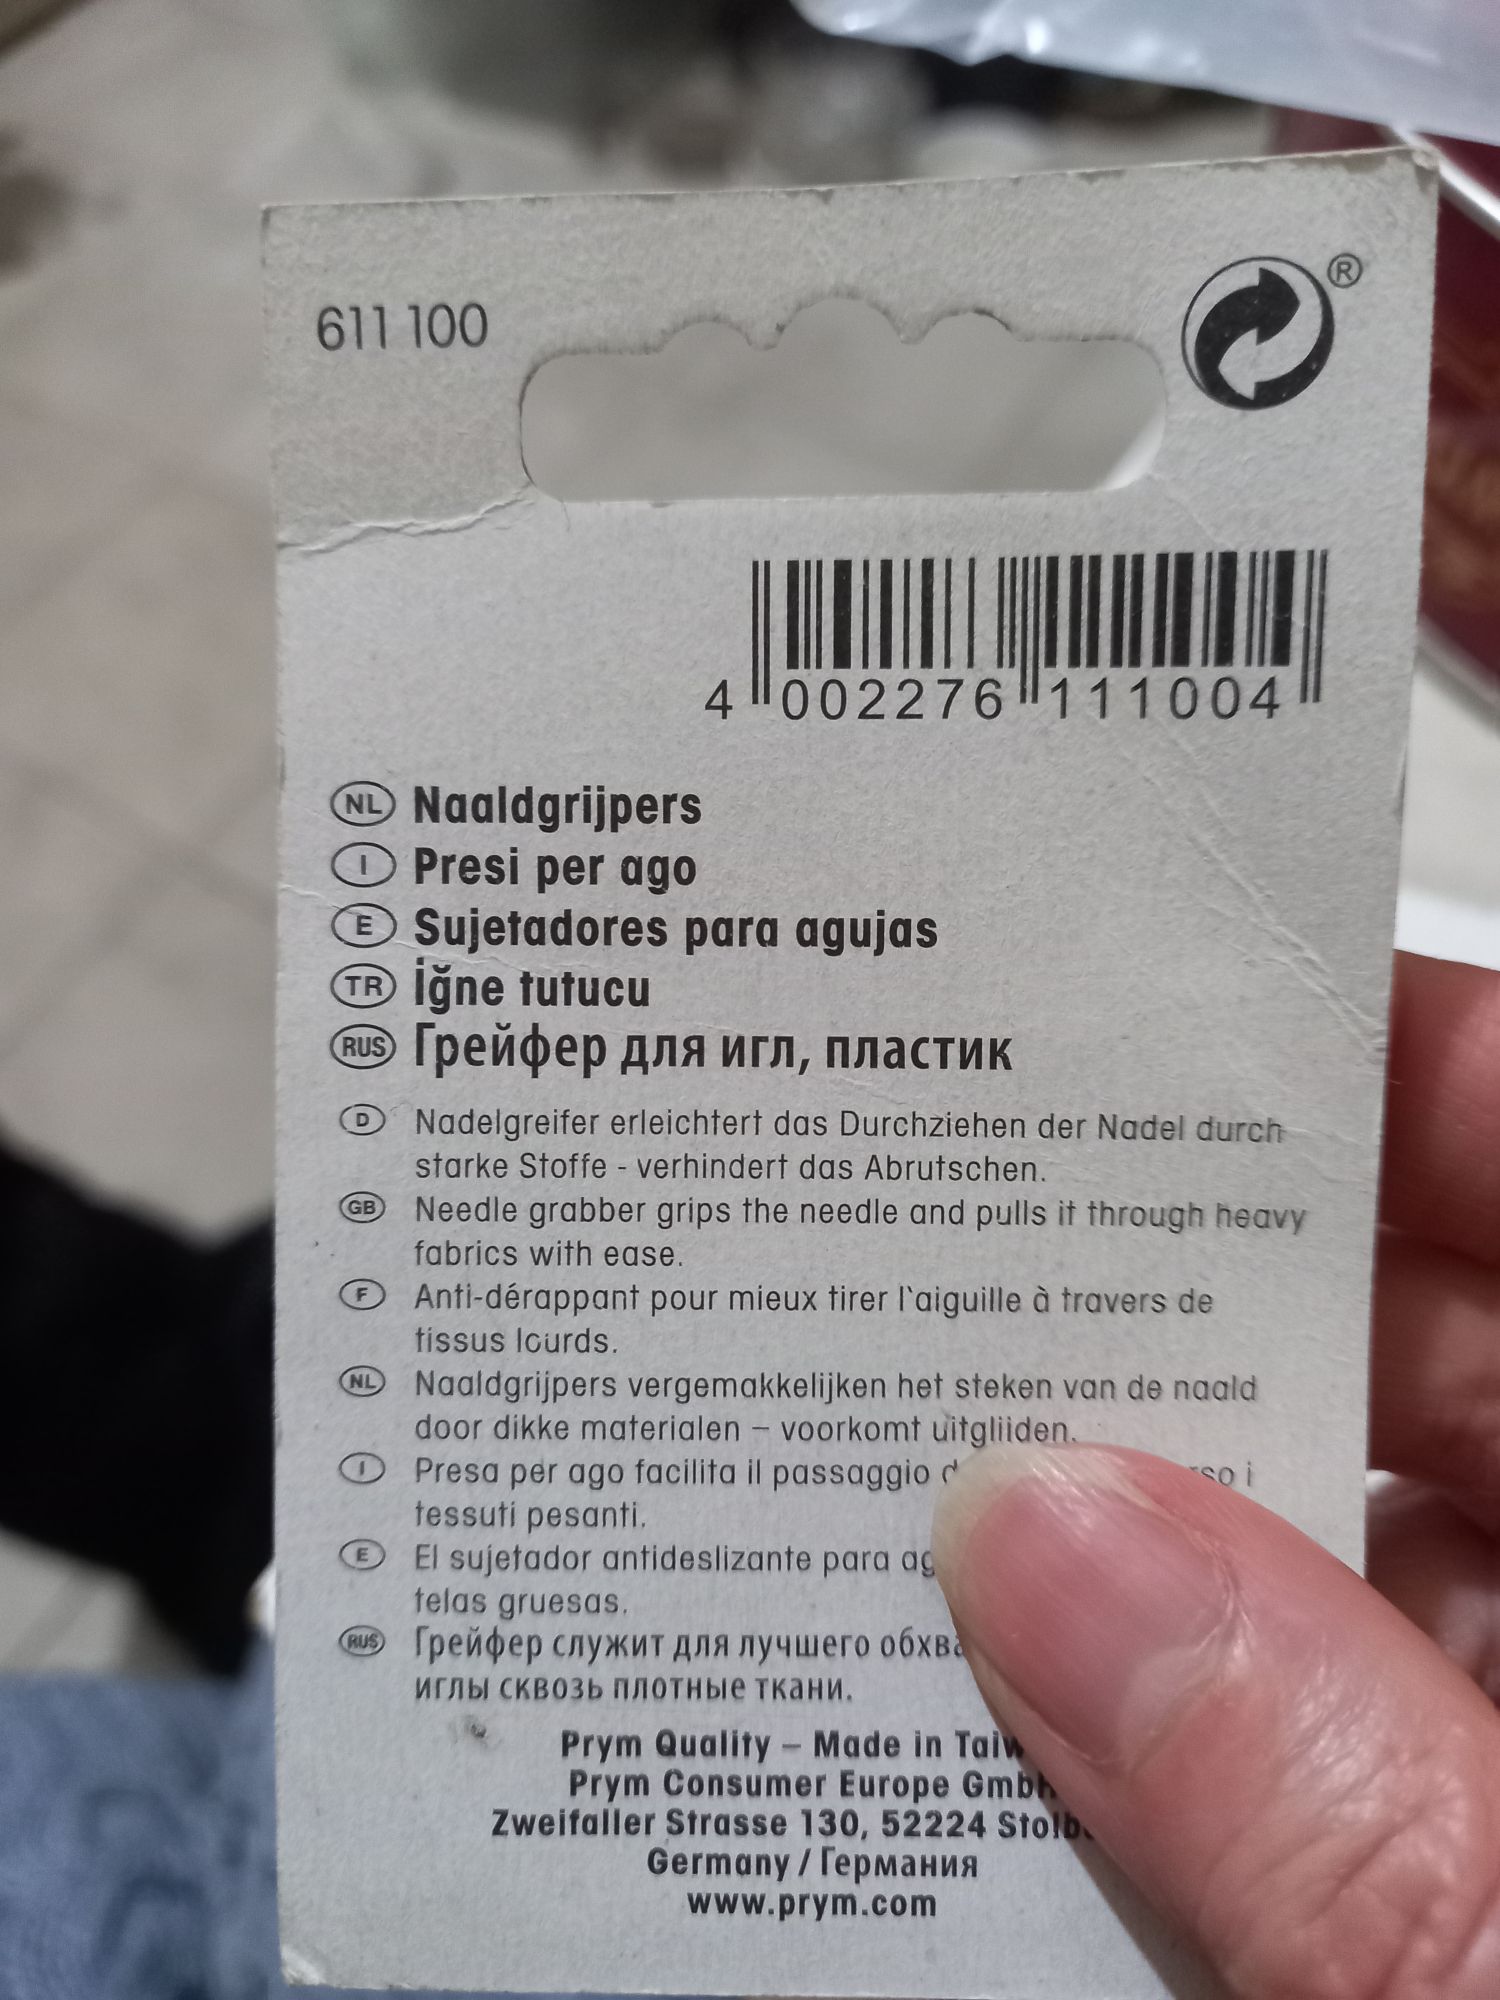 611 100
®
4 002276 111004
NL Naaldgrijpers
I Presi per ago
E Sujetadores para agujas
TR İğne tutucu
RUS Грейфер для игл, пластик
D Nadelgreifer erleichtert das Durchziehen der Nadel durch
starke Stoffe - verhindert das Abrutschen.
GB Needle grabber grips the needle and pulls it through heavy
fabrics with ease.
F Anti-dérappant pour mieux tirer l`aiguille à travers de
tissus lourds.
NL Naaldgrijpers vergemakkelijken het steken van de naald
door dikke materialen – voorkomt uitglijden.
I Presa per ago facilita il passaggio i
tessuti pesanti.
E El sujetador antideslizante para
telas gruesas.
RUS Грейфер служит для лучшего
иглы сквозь плотные ткани.
Prym Quality – Made in
Prym Consumer Europe GmbH
Zweifaller Strasse 130, 52224
Germany / Германия
www.prym.com